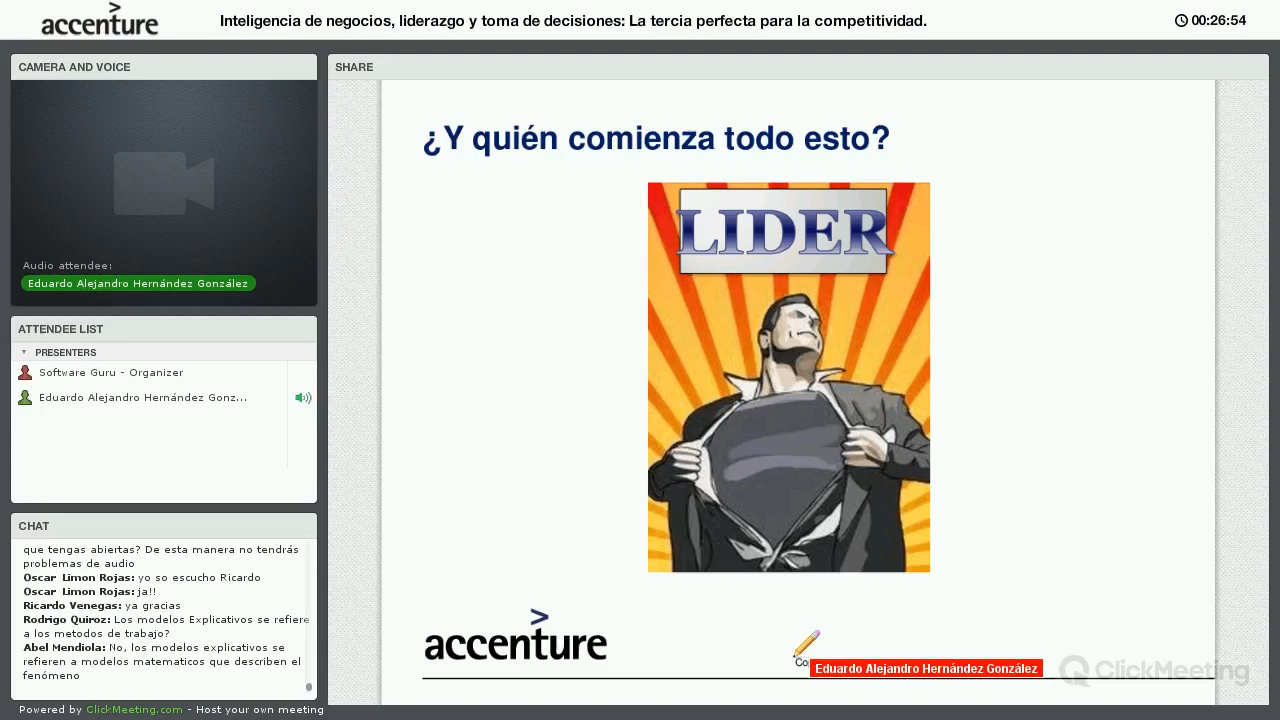 accenture
Inteligencia de negocios, liderazgo y toma de decisiones: La tercia perfecta para la competitividad.
00:26:54
CAMERA AND VOICE
Audio attendee:
Eduardo Alejandro Hernández González
ATTENDEE LIST
PRESENTERS
Software Guru - Organizer
Eduardo Alejandro Hernández Gonz...
CHAT
que tengas abiertas? De esta manera no tendrás
problemas de audio
Oscar Limon Rojas: yo so escucho Ricardo
Oscar Limon Rojas: ja!!
Ricardo Venegas: ya gracias
Rodrigo Quiroz: Los modelos Explicativos se refiere
a los metodos de trabajo?
Abel Mendiola: No, los modelos explicativos se
refieren a modelos matematicos que describen el
fenómeno
Powered by ClickMeeting.com - Host your own meeting
SHARE
¿Y quién comienza todo esto?
LIDER
accenture
Co
Eduardo Alejandro Hernández González
ClickMeeting